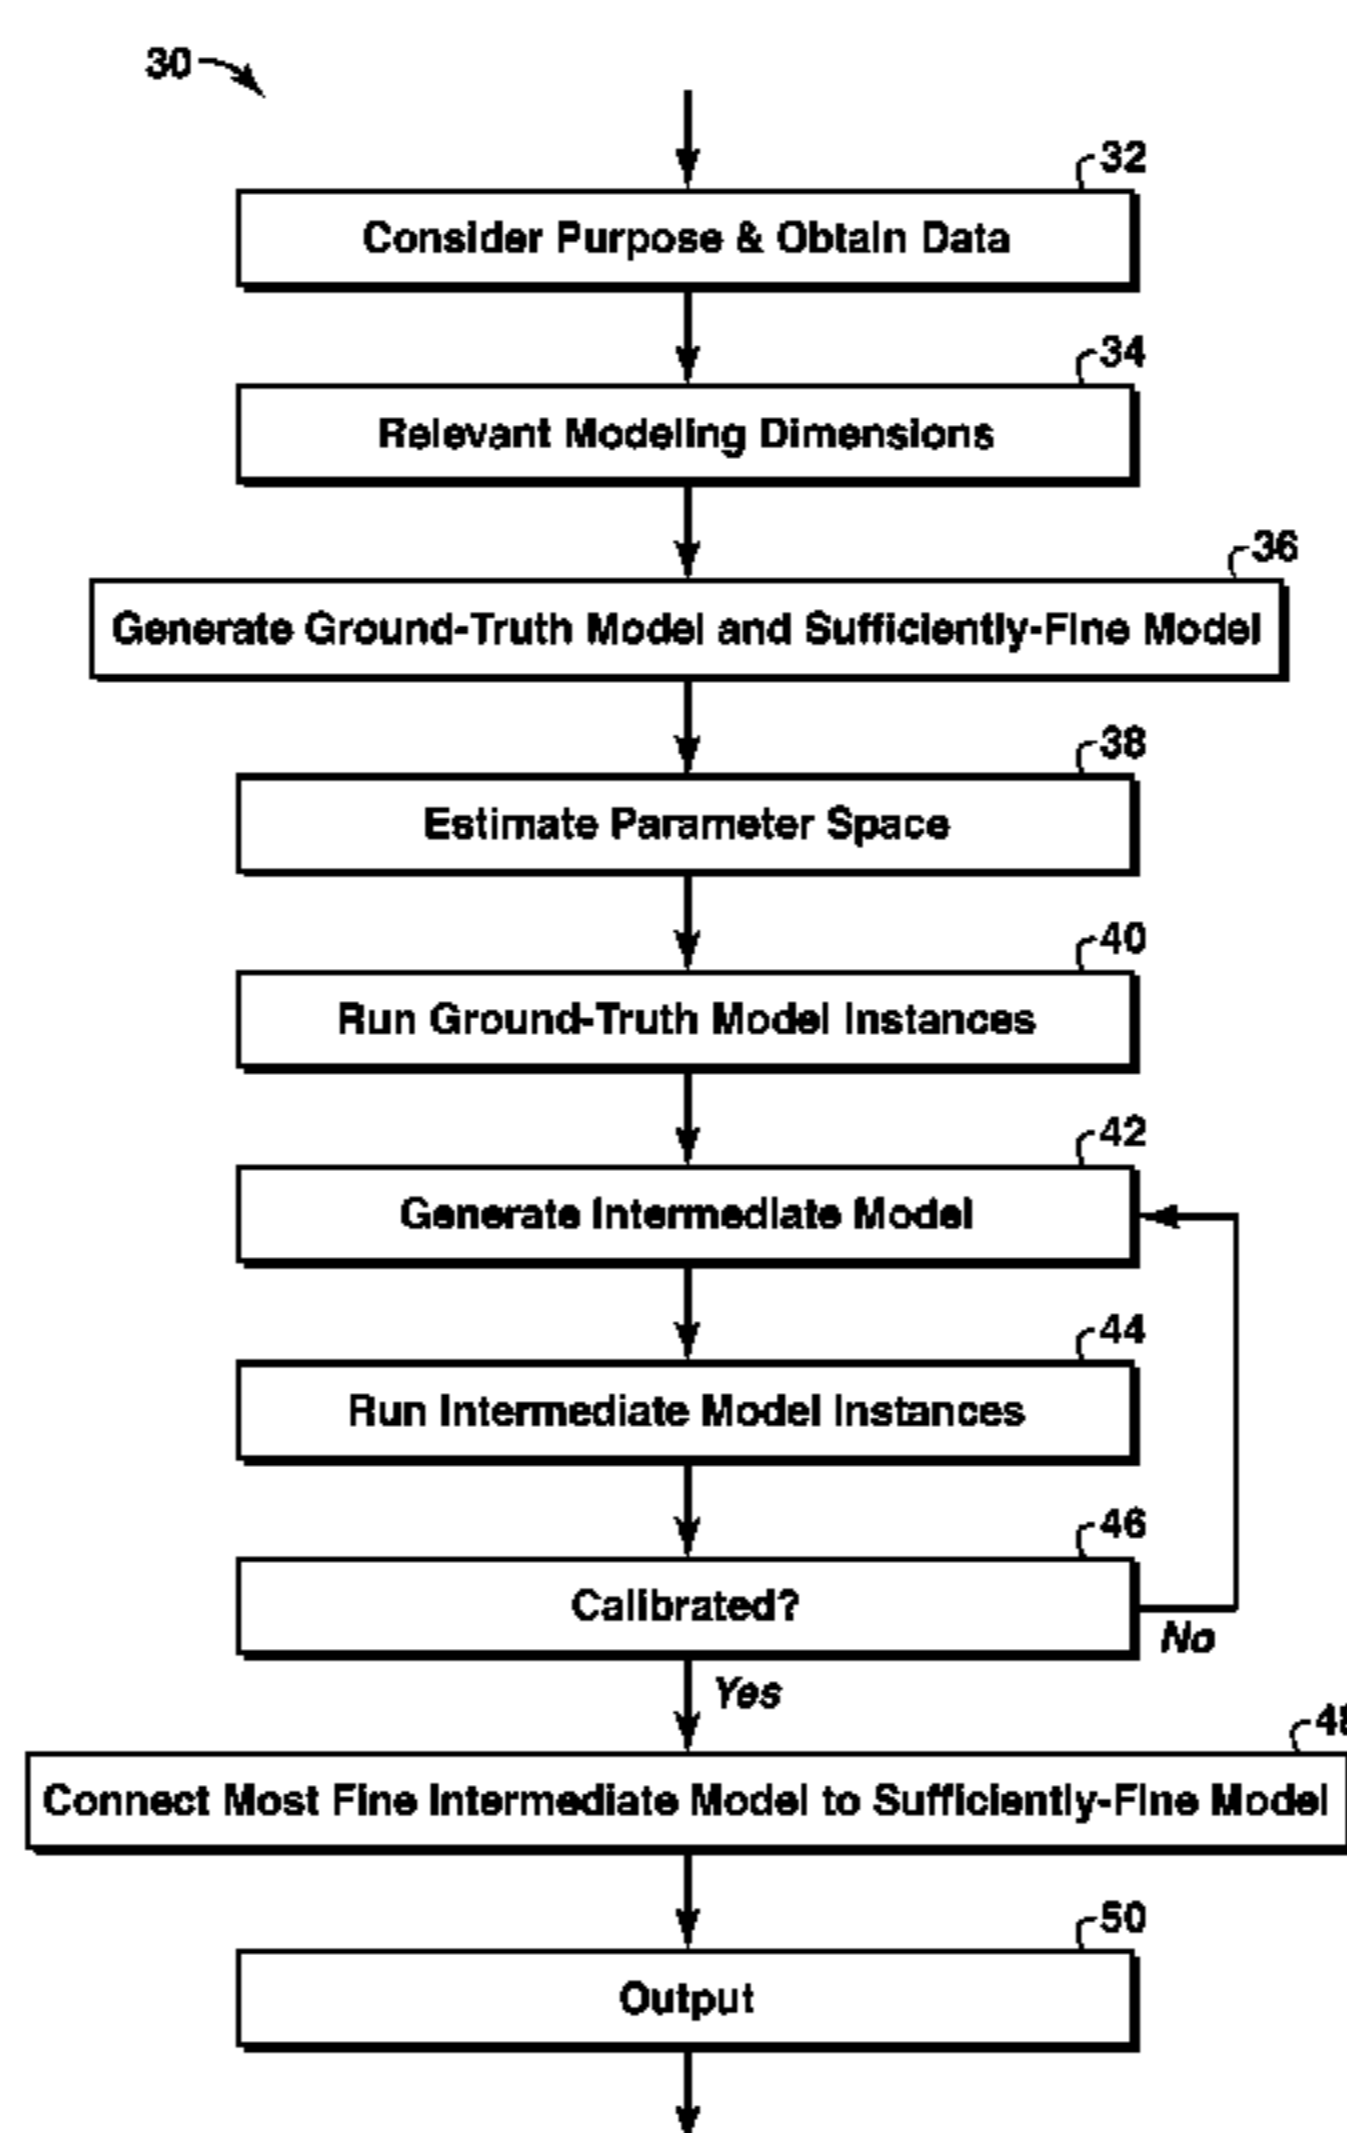 30
32
Consider Purpose & Obtain Data
34
Relevant Modeling Dimensions
36
Generate Ground-Truth Model and Sufficiently-Fine Model
38
Estimate Parameter Space
40
Run Ground-Truth Model Instances
42
Generate Intermediate Model
44
Run Intermediate Model Instances
46
Calibrated?
No
Yes
Connect Most Fine Intermediate Model to Sufficiently-Fine Model
50
Output